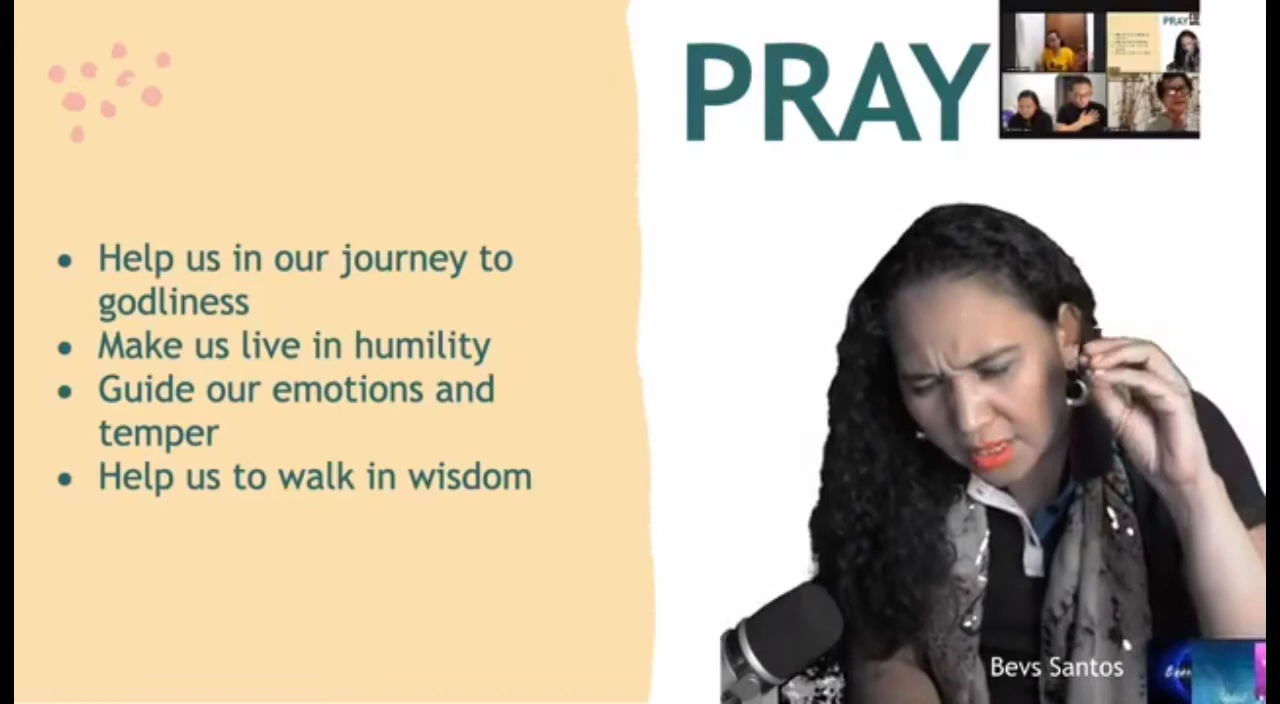 PRAY
PRAY
Help us in our journey to
godliness
Make us live in humility
Guide our emotions and
temper
Help us to walk in wisdom
Bevs Santos